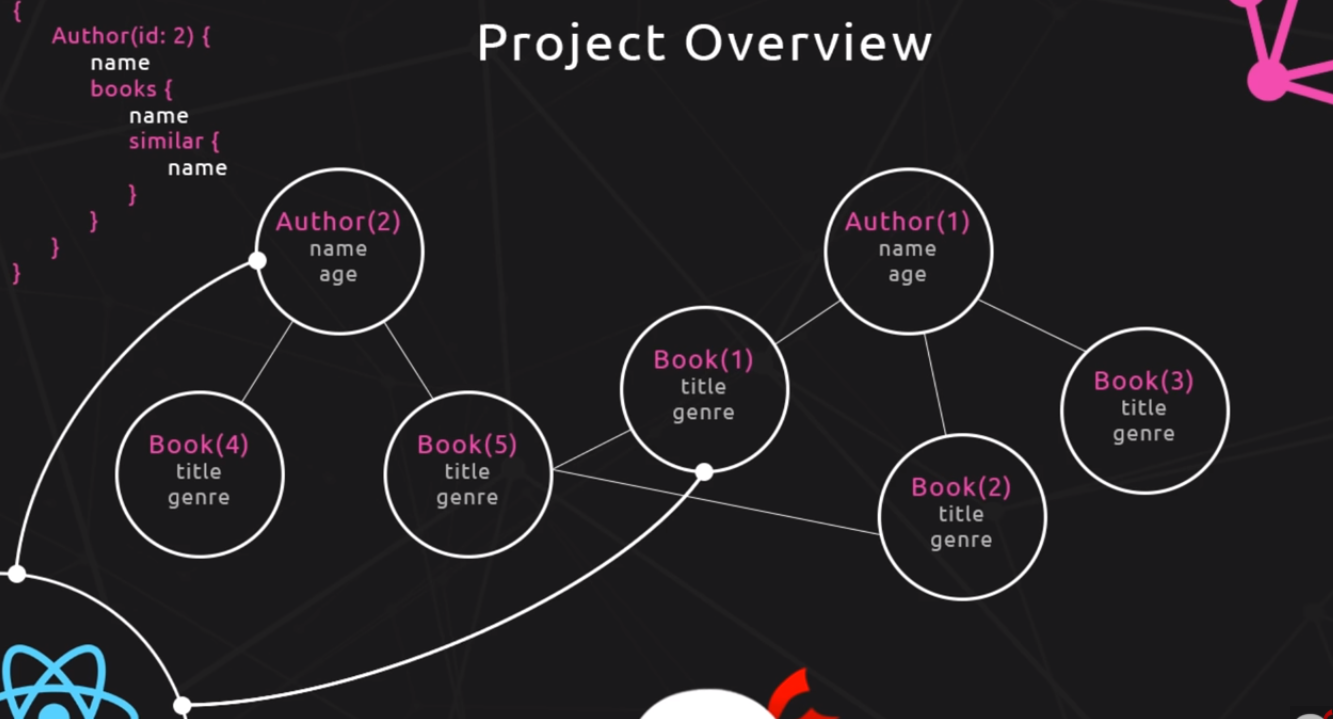 {
Author(id: 2) {
name
books {
name
similar {
name
}
}
}
}
Project Overview
Author(2)
name
age
Author(1)
name
age
Book(1)
title
genre
Book(3)
title
genre
Book(4)
title
genre
Book(5)
title
genre
Book(2)
title
genre